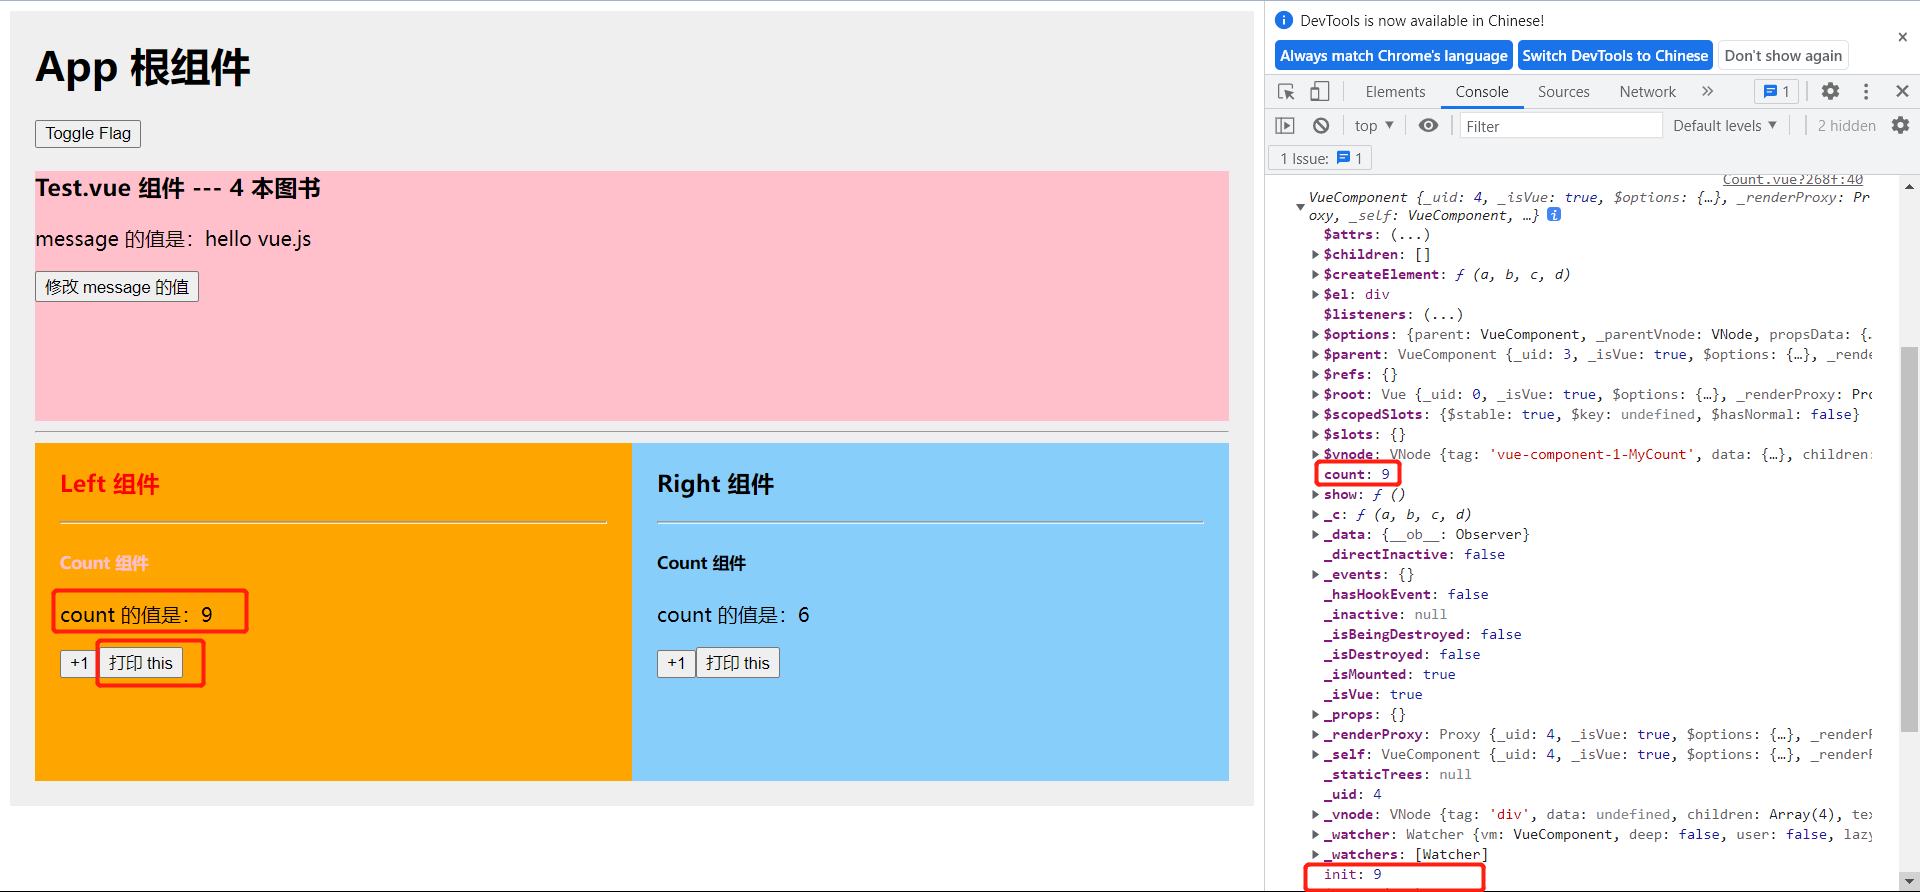 App 根组件
Toggle Flag
Test.vue 组件 --- 4 本图书
message 的值是：hello vue.js
修改 message 的值
Left 组件
Count 组件
count 的值是：9
+1 打印 this
Right 组件
Count 组件
count 的值是：6
+1 打印 this
DevTools is now available in Chinese!
Always match Chrome's language Switch DevTools to Chinese Don't show again
Elements Console Sources Network » 1
top Filter Default levels 2 hidden
1 Issue: 1
Count.vue?268f:40
VueComponent {_uid: 4, _isVue: true, $options: {…}, _renderProxy: Pr
oxy, _self: VueComponent, …}
$attrs: (...)
$children: []
$createElement: ƒ (a, b, c, d)
$el: div
$listeners: (...)
$options: {parent: VueComponent, _parentVnode: VNode, propsData: {…
$parent: VueComponent {_uid: 3, _isVue: true, $options: {…}, _rende
$refs: {}
$root: Vue {_uid: 0, _isVue: true, $options: {…}, _renderProxy: Pro
$scopedSlots: {$stable: true, $key: undefined, $hasNormal: false}
$slots: {}
$vnode: VNode {tag: 'vue-component-1-MyCount', data: {…}, children:
count: 9
show: ƒ ()
_c: ƒ (a, b, c, d)
_data: {__ob__: Observer}
_directInactive: false
_events: {}
_hasHookEvent: false
_inactive: null
_isBeingDestroyed: false
_isDestroyed: false
_isMounted: true
_isVue: true
_props: {}
_renderProxy: Proxy {_uid: 4, _isVue: true, $options: {…}, _renderF
_self: VueComponent {_uid: 4, _isVue: true, $options: {…}, _renderF
_staticTrees: null
_uid: 4
_vnode: VNode {tag: 'div', data: undefined, children: Array(4), tex
_watcher: Watcher {vm: VueComponent, deep: false, user: false, lazy
_watchers: [Watcher]
init: 9